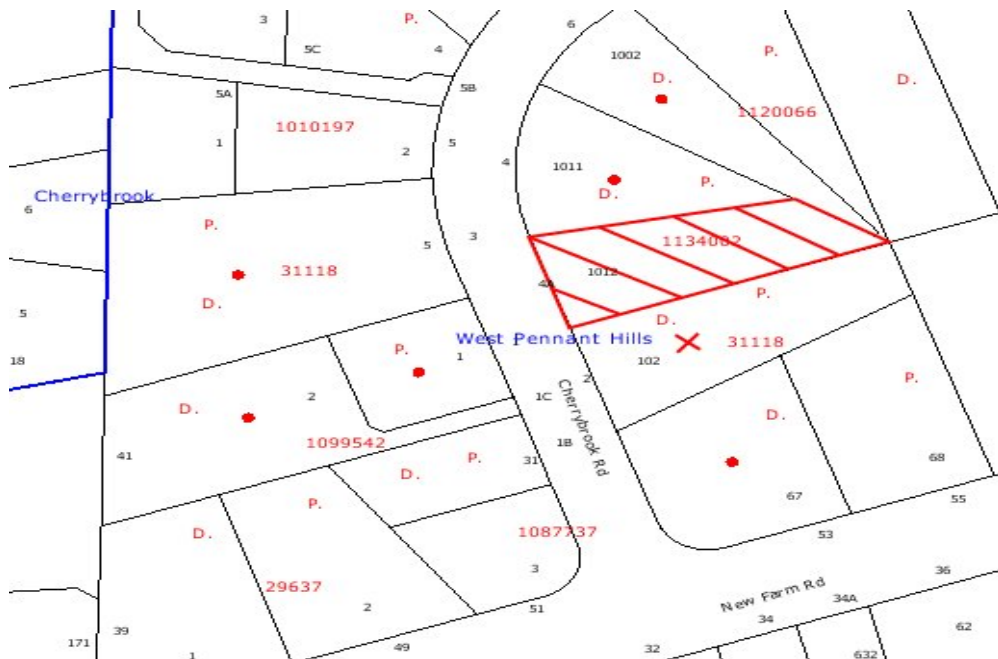 3
P.
6
5C
4
1002
P.
D.
D.
5A
5B
1120066
1010197
1
2
5
4
1011
P.
D.
Cherrybrook
6
P.
5
3
1134002
31118
1012
4A
P.
D.
D.
5
West Pennant Hills
31118
18
P.
1
102
2
P.
D.
2
1C
Cherrybrook Rd
D.
1099542
1B
41
P.
31
68
D.
67
55
P.
D.
1087737
53
3
36
29637
2
51
New Farm Rd
34A
34
39
171
49
32
62
1
632